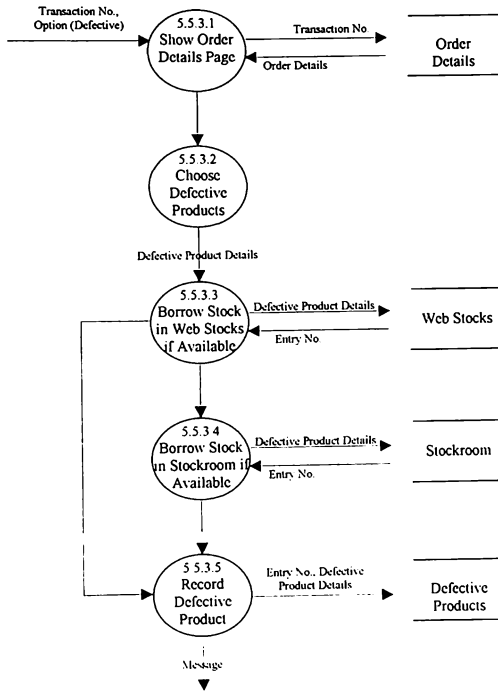 Transaction No.,
Option (Defective)
5.5.3.1
Show Order
Details Page
Transaction No.
Order Details
Order
Details
5.5.3.2
Choose
Defective
Products
Defective Product Details
5.5.3.3
Borrow Stock
in Web Stocks
if Available
Defective Product Details
Entry No.
Web Stocks
5.5.3.4
Borrow Stock
in Stockroom if
Available
Defective Product Details
Entry No.
Stockroom
5.5.3.5
Record
Defective
Product
Entry No., Defective
Product Details
Defective
Products
Message